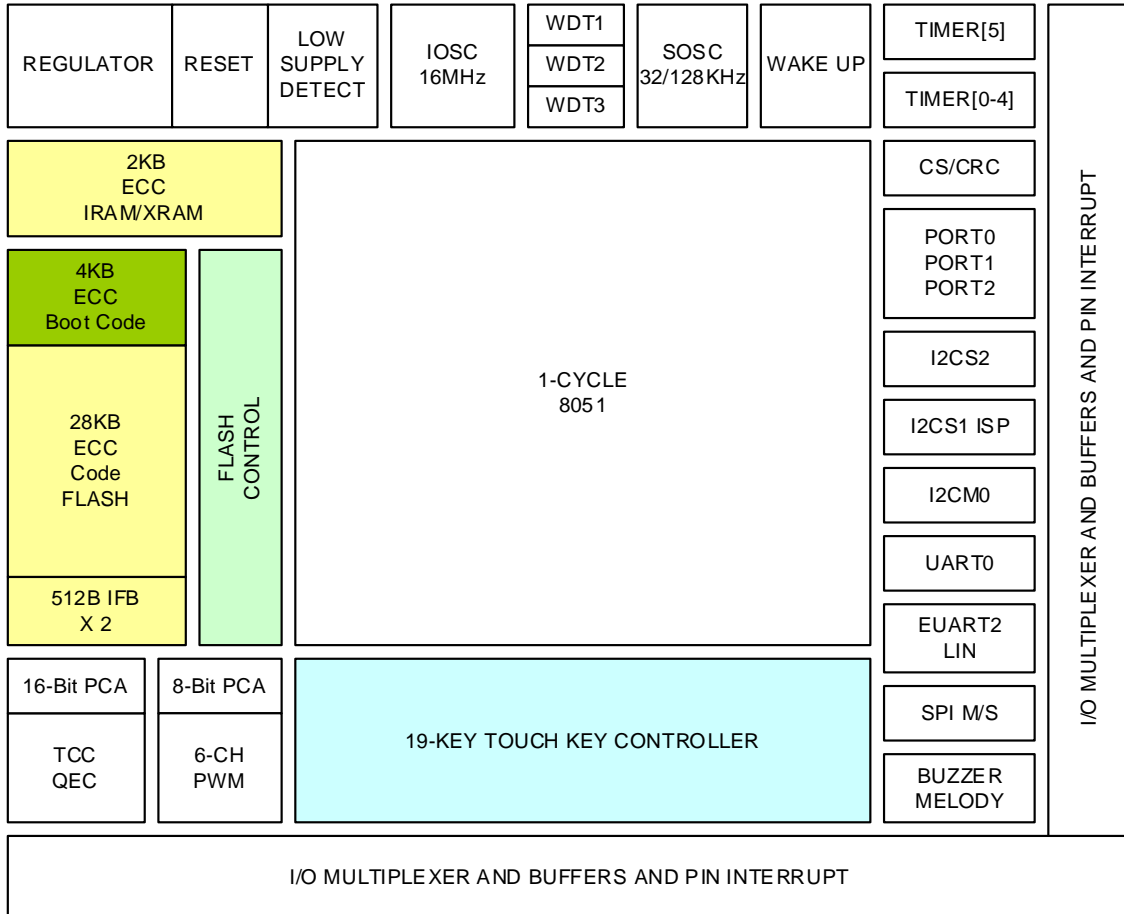 REGULATOR
RESET
LOW
SUPPLY
DETECT
IOSC
16MHz
WDT1
WDT2
WDT3
SOSC
32/128KHz
WAKE UP
TIMER[5]
TIMER[0-4]
2KB
ECC
IRAM/XRAM
4KB
ECC
Boot Code
28KB
ECC
Code
FLASH
512B IFB
X 2
FLASH
CONTROL
1-CYCLE
8051
CS/CRC
PORT0
PORT1
PORT2
I2CS2
I2CS1 ISP
I2CM0
UART0
EUART2
LIN
SPI M/S
BUZZER
MELODY
I/O MULTIPLEXER AND BUFFERS AND PIN INTERRUPT
16-Bit PCA
TCC
QEC
8-Bit PCA
6-CH
PWM
19-KEY TOUCH KEY CONTROLLER
I/O MULTIPLEXER AND BUFFERS AND PIN INTERRUPT